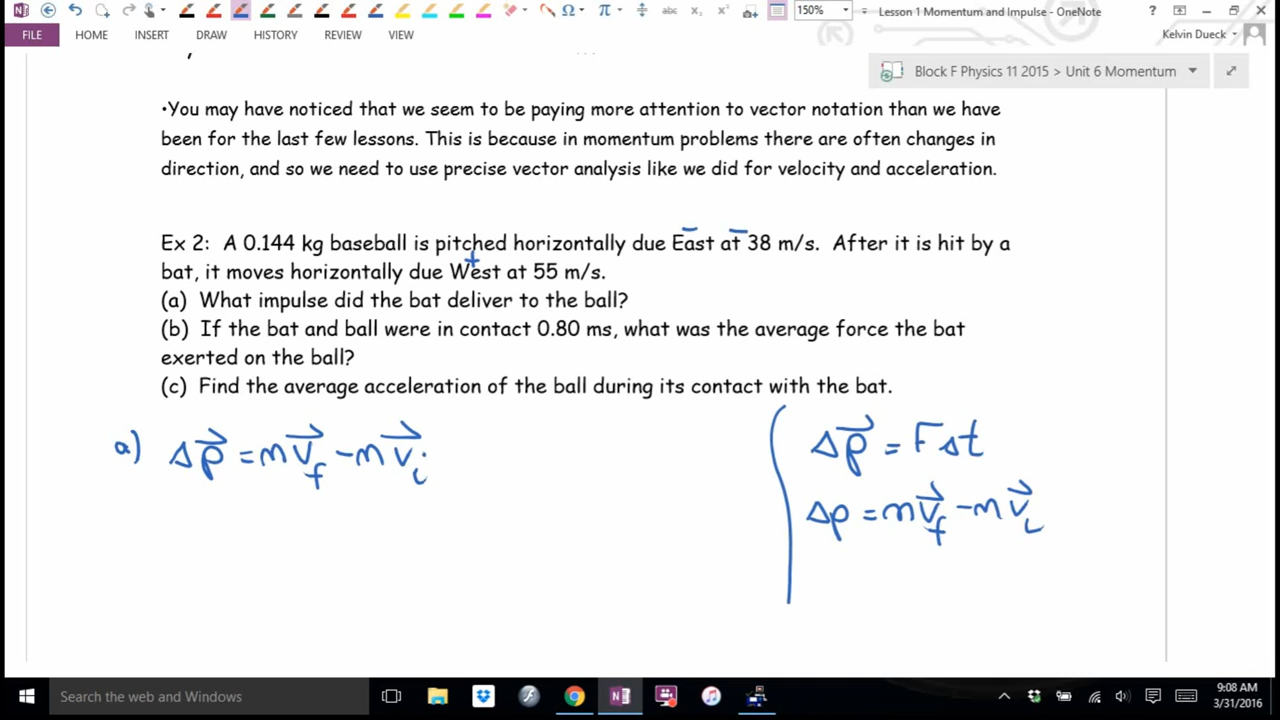 150% Lesson 1 Momentum and Impulse - OneNote
FILE HOME INSERT DRAW HISTORY REVIEW VIEW Kelvin Dueck
Block F Physics 11 2015 > Unit 6 Momentum
•You may have noticed that we seem to be paying more attention to vector notation than we have
been for the last few lessons. This is because in momentum problems there are often changes in
direction, and so we need to use precise vector analysis like we did for velocity and acceleration.
Ex 2: A 0.144 kg baseball is pitched horizontally due East at 38 m/s. After it is hit by a
bat, it moves horizontally due West at 55 m/s.
(a) What impulse did the bat deliver to the ball?
(b) If the bat and ball were in contact 0.80 ms, what was the average force the bat
exerted on the ball?
(c) Find the average acceleration of the ball during its contact with the bat.
a) Δp⃗ = mv⃗f - mv⃗i
Δp⃗ = FΔt
Δp = mv⃗f - mv⃗i
Search the web and Windows
9:08 AM
3/31/2016